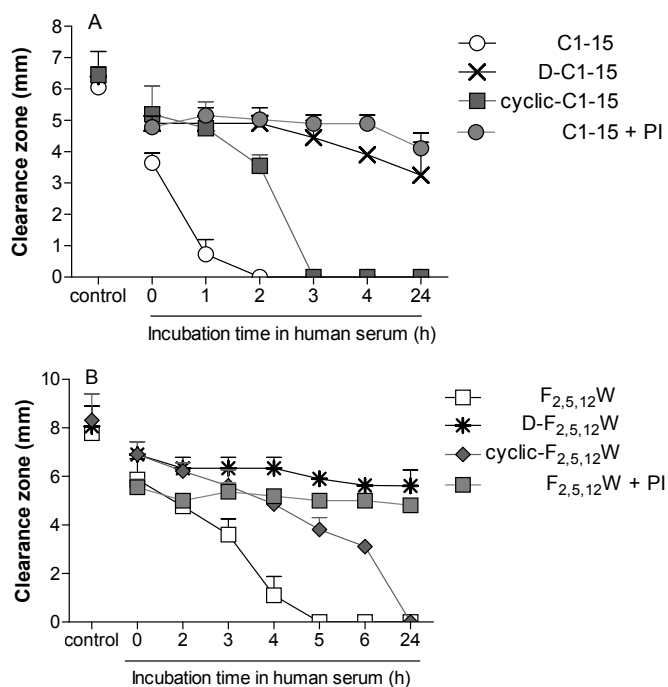 A
8
7
6
5
4
3
2
1
0
Clearance zone (mm)
control
0 1 2 3 4 24
Incubation time in human serum (h)
C1-15
D-C1-15
cyclic-C1-15
C1-15 + PI
B
10
8
6
4
2
0
Clearance zone (mm)
control
0 2 3 4 5 6 24
Incubation time in human serum (h)
F2,5,12W
D-F2,5,12W
cyclic-F2,5,12W
F2,5,12W + PI